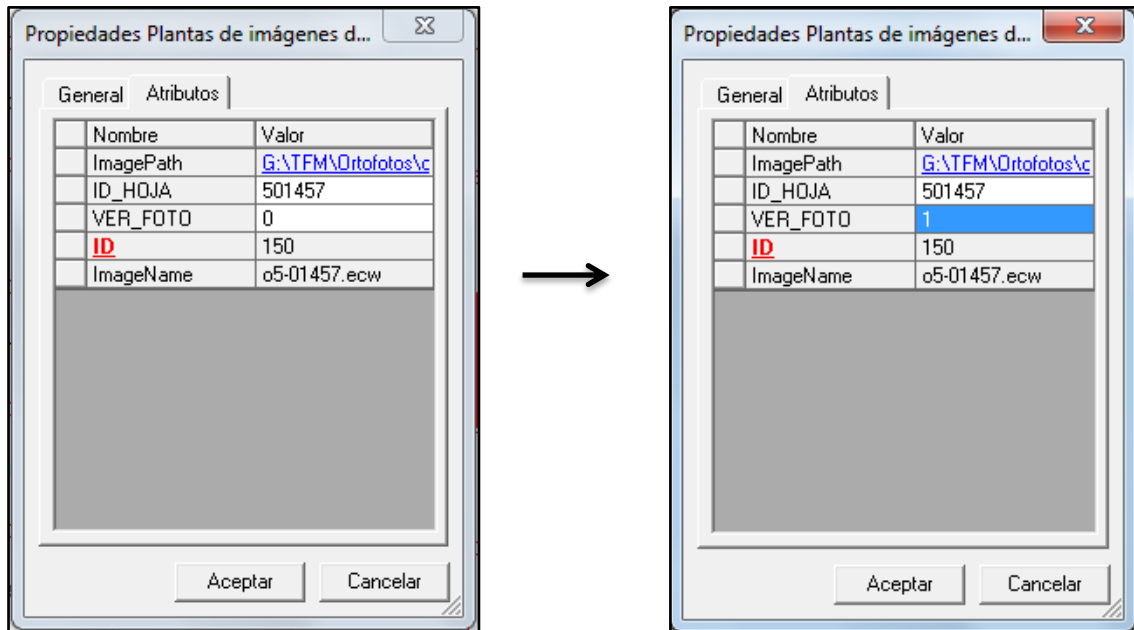 Propiedades Plantas de imágenes d...
General Atributos
Nombre Valor
ImagePath G:\TFM\Ortofotos\c
ID_HOJA 501457
VER_FOTO 0
ID 150
ImageName o5-01457.ecw
Aceptar Cancelar
Propiedades Plantas de imágenes d...
General Atributos
Nombre Valor
ImagePath G:\TFM\Ortofotos\c
ID_HOJA 501457
VER_FOTO 1
ID 150
ImageName o5-01457.ecw
Aceptar Cancelar